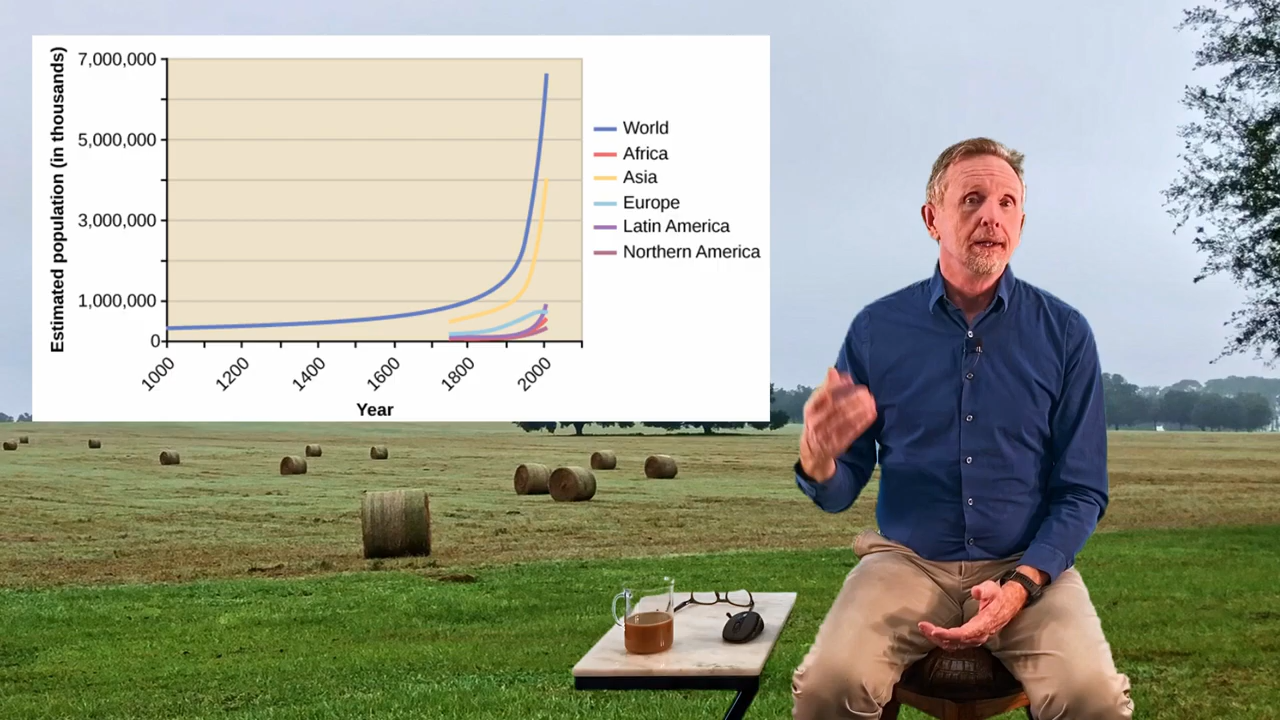 Estimated population (in thousands)
7,000,000
5,000,000
3,000,000
1,000,000
0
1000
1200
1400
1600
1800
2000
Year
World
Africa
Asia
Europe
Latin America
Northern America